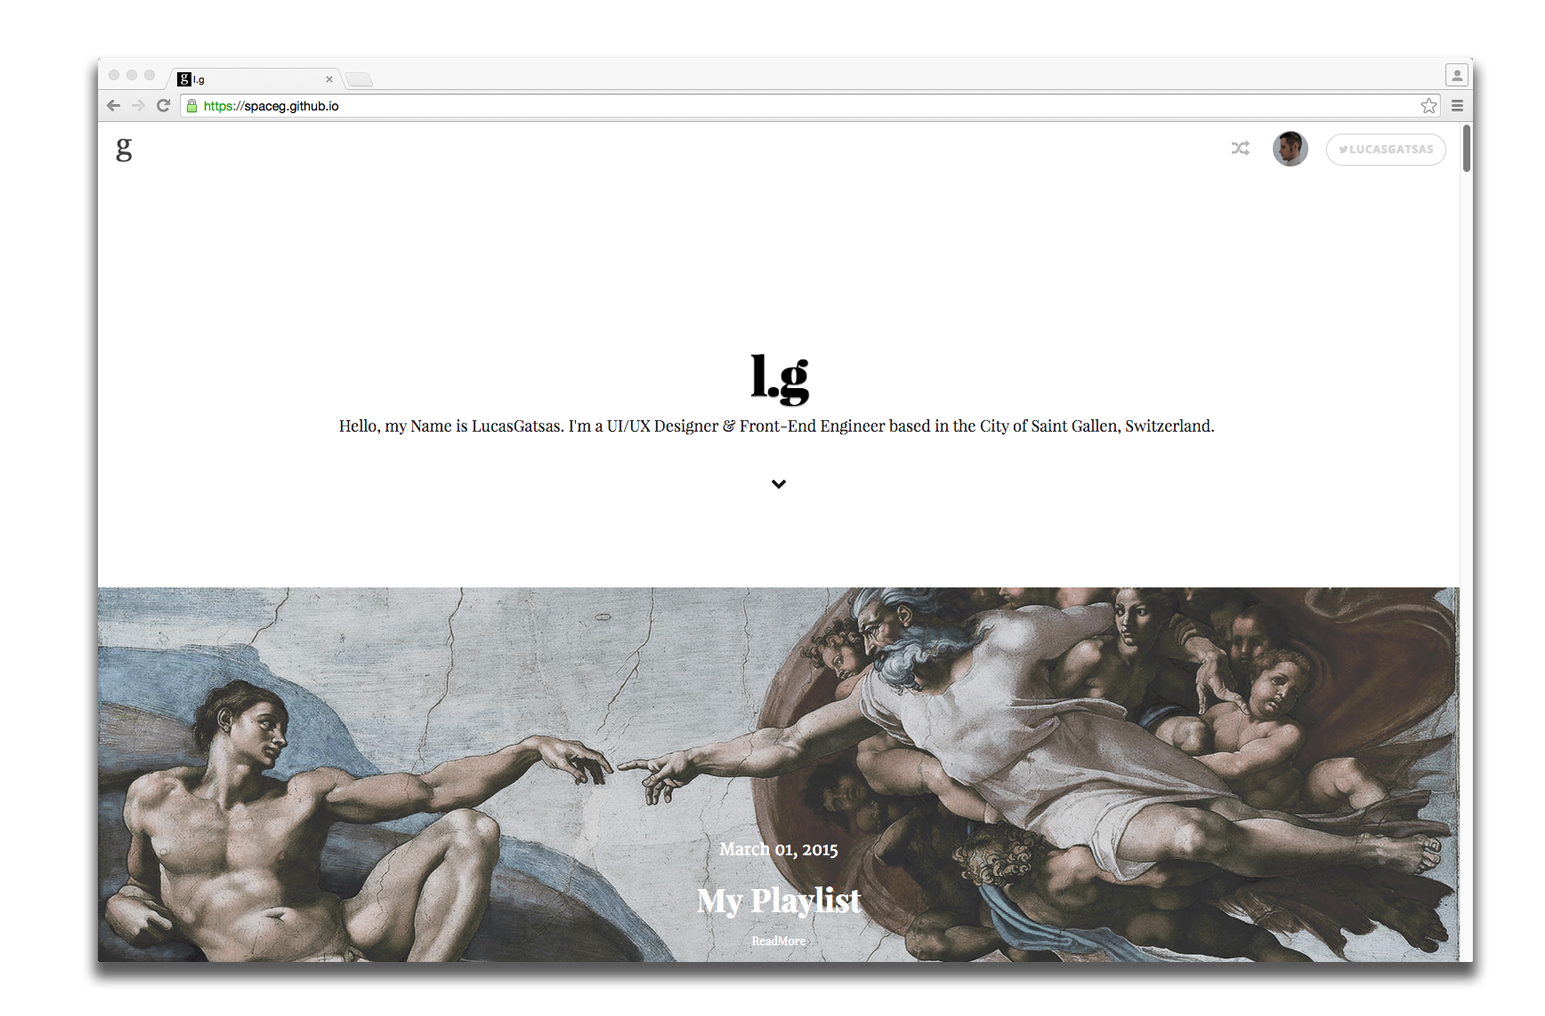 g l.g
https://spaceg.github.io
g
LUCASGATSAS
l.g
Hello, my Name is LucasGatsas. I'm a UI/UX Designer & Front-End Engineer based in the City of Saint Gallen, Switzerland.
March 01, 2015
My Playlist
ReadMore